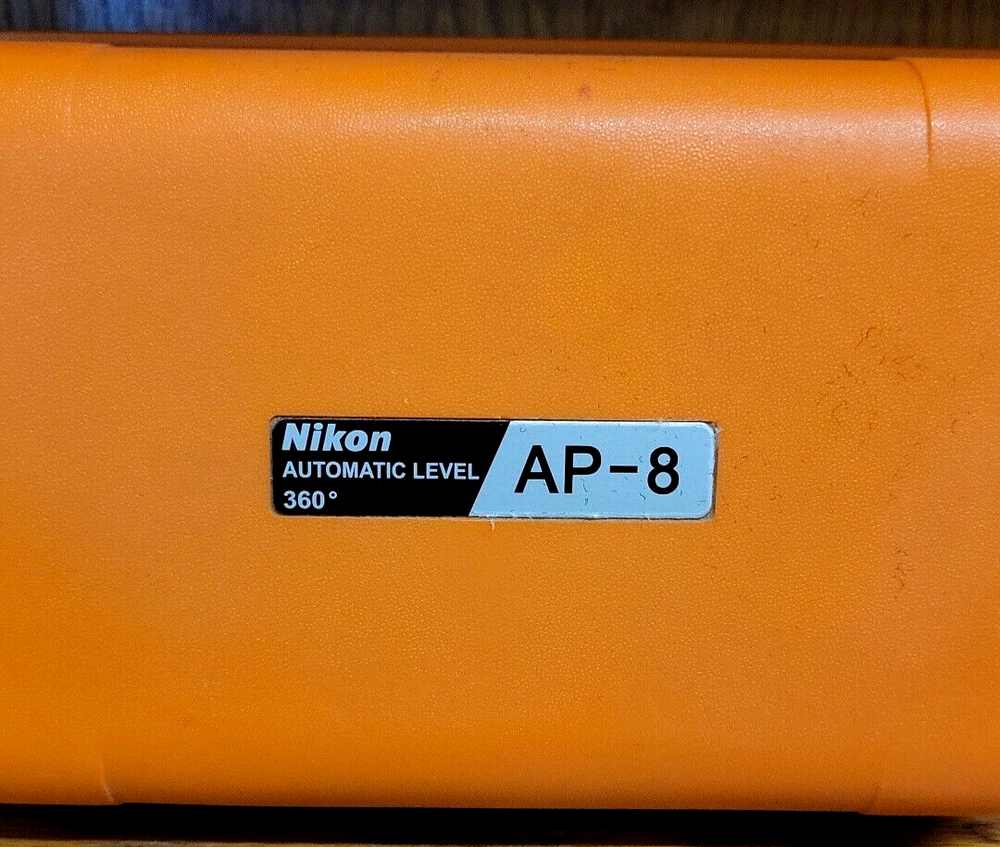 Nikon
AUTOMATIC LEVEL
360°
AP-8